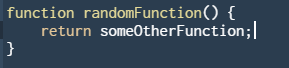 function randomFunction() {
    return someOtherFunction;
}